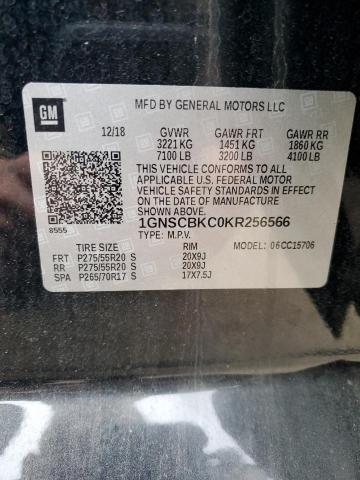 GM
MFD BY GENERAL MOTORS LLC
12/18 GVWR GAWR FRT GAWR RR
3221 KG 1451 KG 1860 KG
7100 LB 3200 LB 4100 LB
THIS VEHICLE CONFORMS TO ALL
APPLICABLE U.S. FEDERAL MOTOR
VEHICLE SAFETY AND THEFT PREVENTION
STANDARDS IN EFFECT ON THE DATE OF
MANUFACTURE SHOWN ABOVE.
8555 1GNSCBKC0KR256566
TYPE: M.P.V.
TIRE SIZE RIM MODEL: 06CC15706
FRT P275/55R20 S 20X9J
RR P275/55R20 S 20X9J
SPA P265/70R17 S 17X7.5J